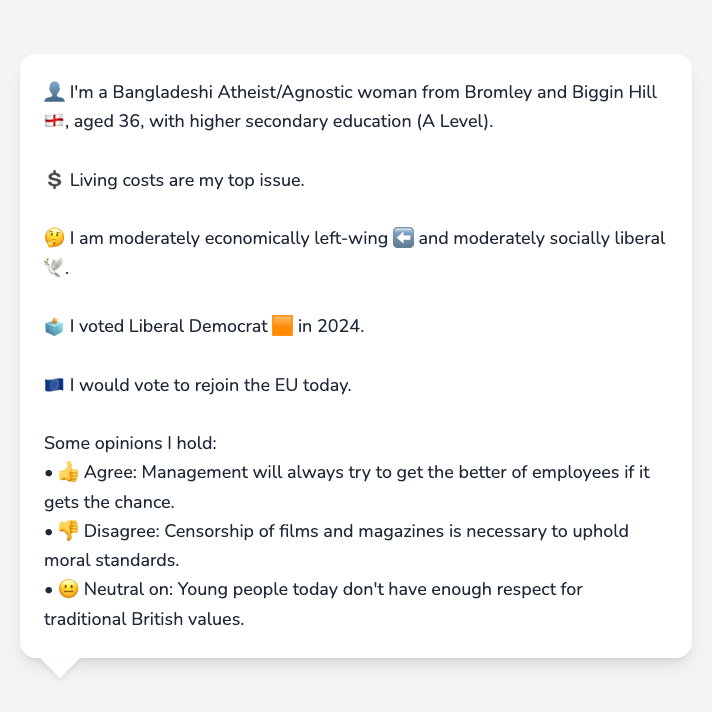 👤 I'm a Bangladeshi Atheist/Agnostic woman from Bromley and Biggin Hill
🏴󠁧󠁢󠁥󠁮󠁧󠁿, aged 36, with higher secondary education (A Level).
💲 Living costs are my top issue.
🤔 I am moderately economically left-wing ⬅️ and moderately socially liberal
🕊️.
🗳️ I voted Liberal Democrat 🟧 in 2024.
🇪🇺 I would vote to rejoin the EU today.
Some opinions I hold:
• 👍 Agree: Management will always try to get the better of employees if it
gets the chance.
• 👎 Disagree: Censorship of films and magazines is necessary to uphold
moral standards.
• 😐 Neutral on: Young people today don't have enough respect for
traditional British values.